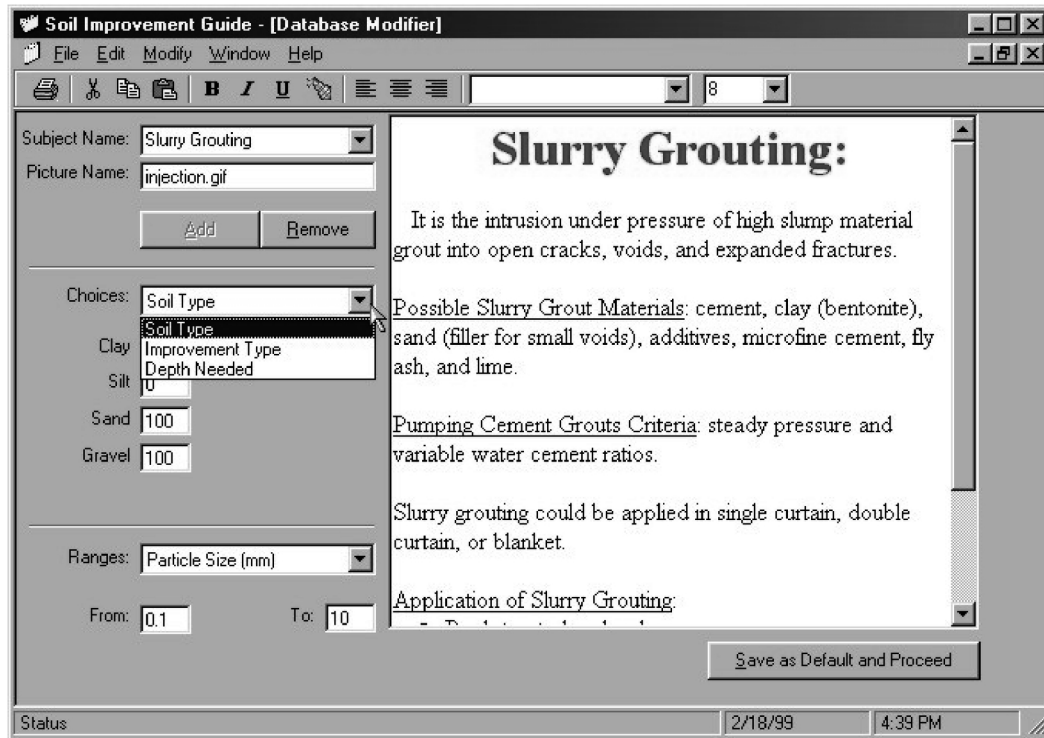 Soil Improvement Guide - [Database Modifier]
File Edit Modify Window Help
B I U 8
Subject Name: Slurry Grouting
Picture Name: injection.gif
Add Remove
Choices: Soil Type
Soil Type
Improvement Type
Depth Needed
Clay
Silt 0
Sand 100
Gravel 100
Ranges: Particle Size (mm)
From: 0.1 To: 10
Slurry Grouting:
It is the intrusion under pressure of high slump material
grout into open cracks, voids, and expanded fractures.
Possible Slurry Grout Materials: cement, clay (bentonite),
sand (filler for small voids), additives, microfine cement, fly
ash, and lime.
Pumping Cement Grouts Criteria: steady pressure and
variable water cement ratios.
Slurry grouting could be applied in single curtain, double
curtain, or blanket.
Application of Slurry Grouting:
Save as Default and Proceed
Status 2/18/99 4:39 PM